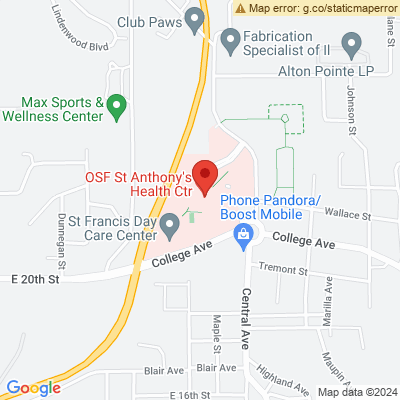 Map error: g.co/staticmaperror
Lindenwood Blvd
Club Paws
Fabrication
Specialist of Il
Alton Pointe LP
Johnson St
lane St
Max Sports &
Wellness Center
OSF St Anthony's
Health Ctr
Phone Pandora/
Boost Mobile
Wallace St
St Francis Day
Care Center
Dunnegan St
College Ave
College Ave
E 20th St
Tremont St
Central Ave
Maple St
Marilla Ave
Maupin Ave
Blair Ave
Blair Ave
Highland Ave
E 16th St
Google
Map data ©2024